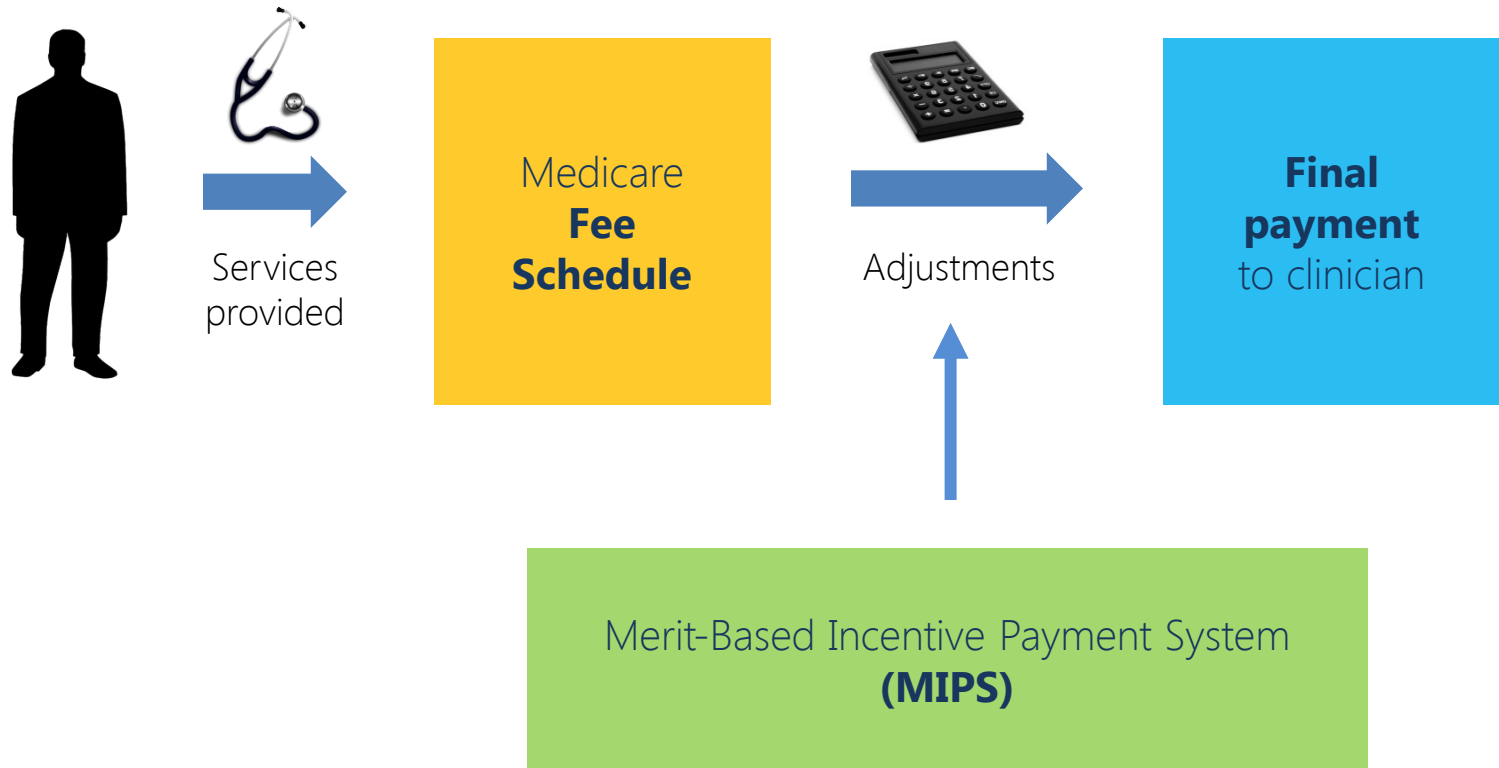 Services
provided
Medicare
Fee
Schedule
Adjustments
Final
payment
to clinician
Merit-Based Incentive Payment System
(MIPS)